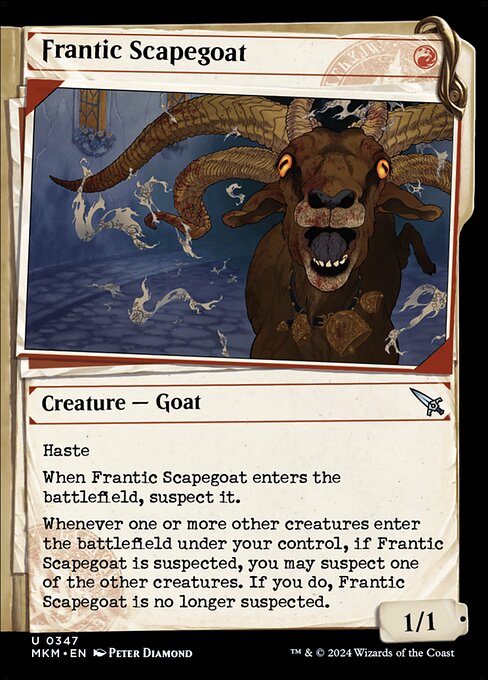 Frantic Scapegoat
Creature — Goat
Haste
When Frantic Scapegoat enters the
battlefield, suspect it.
Whenever one or more other creatures enter
the battlefield under your control, if Frantic
Scapegoat is suspected, you may suspect one
of the other creatures. If you do, Frantic
Scapegoat is no longer suspected.
1/1
U 0347
MKM • EN PETER DIAMOND
™ & © 2024 Wizards of the Coast